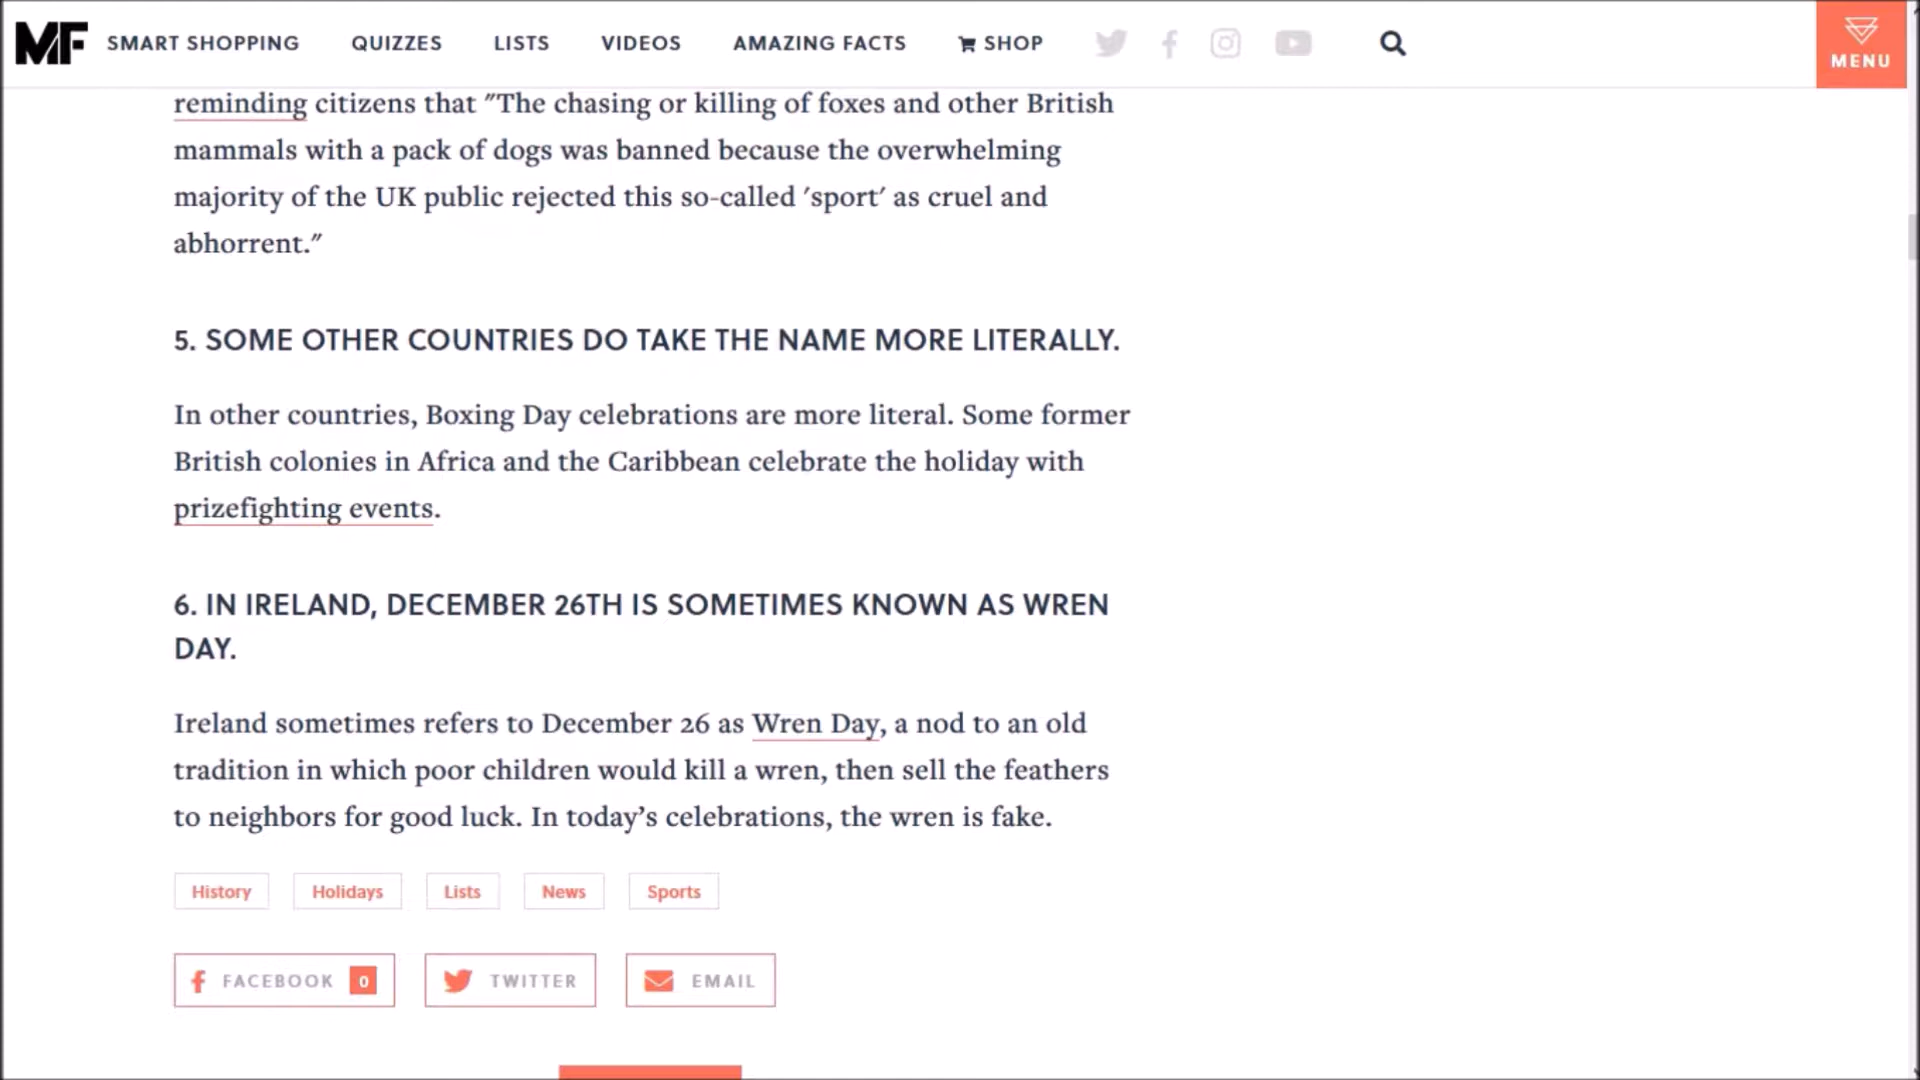 MF SMART SHOPPING QUIZZES LISTS VIDEOS AMAZING FACTS SHOP MENU
reminding citizens that "The chasing or killing of foxes and other British
mammals with a pack of dogs was banned because the overwhelming
majority of the UK public rejected this so-called 'sport' as cruel and
abhorrent."
5. SOME OTHER COUNTRIES DO TAKE THE NAME MORE LITERALLY.
In other countries, Boxing Day celebrations are more literal. Some former
British colonies in Africa and the Caribbean celebrate the holiday with
prizefighting events.
6. IN IRELAND, DECEMBER 26TH IS SOMETIMES KNOWN AS WREN
DAY.
Ireland sometimes refers to December 26 as Wren Day, a nod to an old
tradition in which poor children would kill a wren, then sell the feathers
to neighbors for good luck. In today’s celebrations, the wren is fake.
History Holidays Lists News Sports
FACEBOOK 0 TWITTER EMAIL